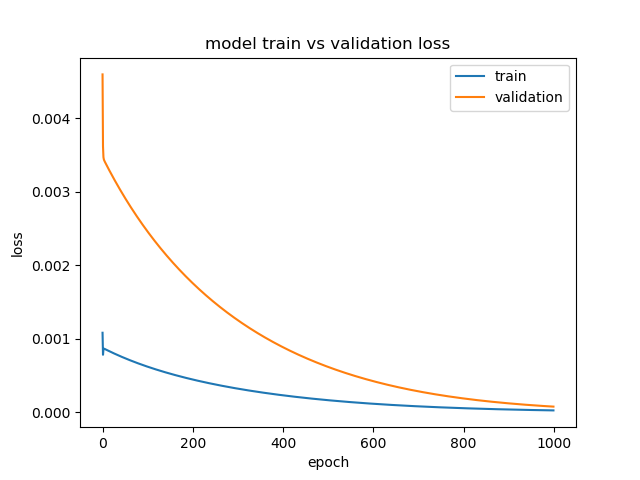 model train vs validation loss
train
validation
0.004
0.003
0.002
0.001
0.000
loss
0 200 400 600 800 1000
epoch